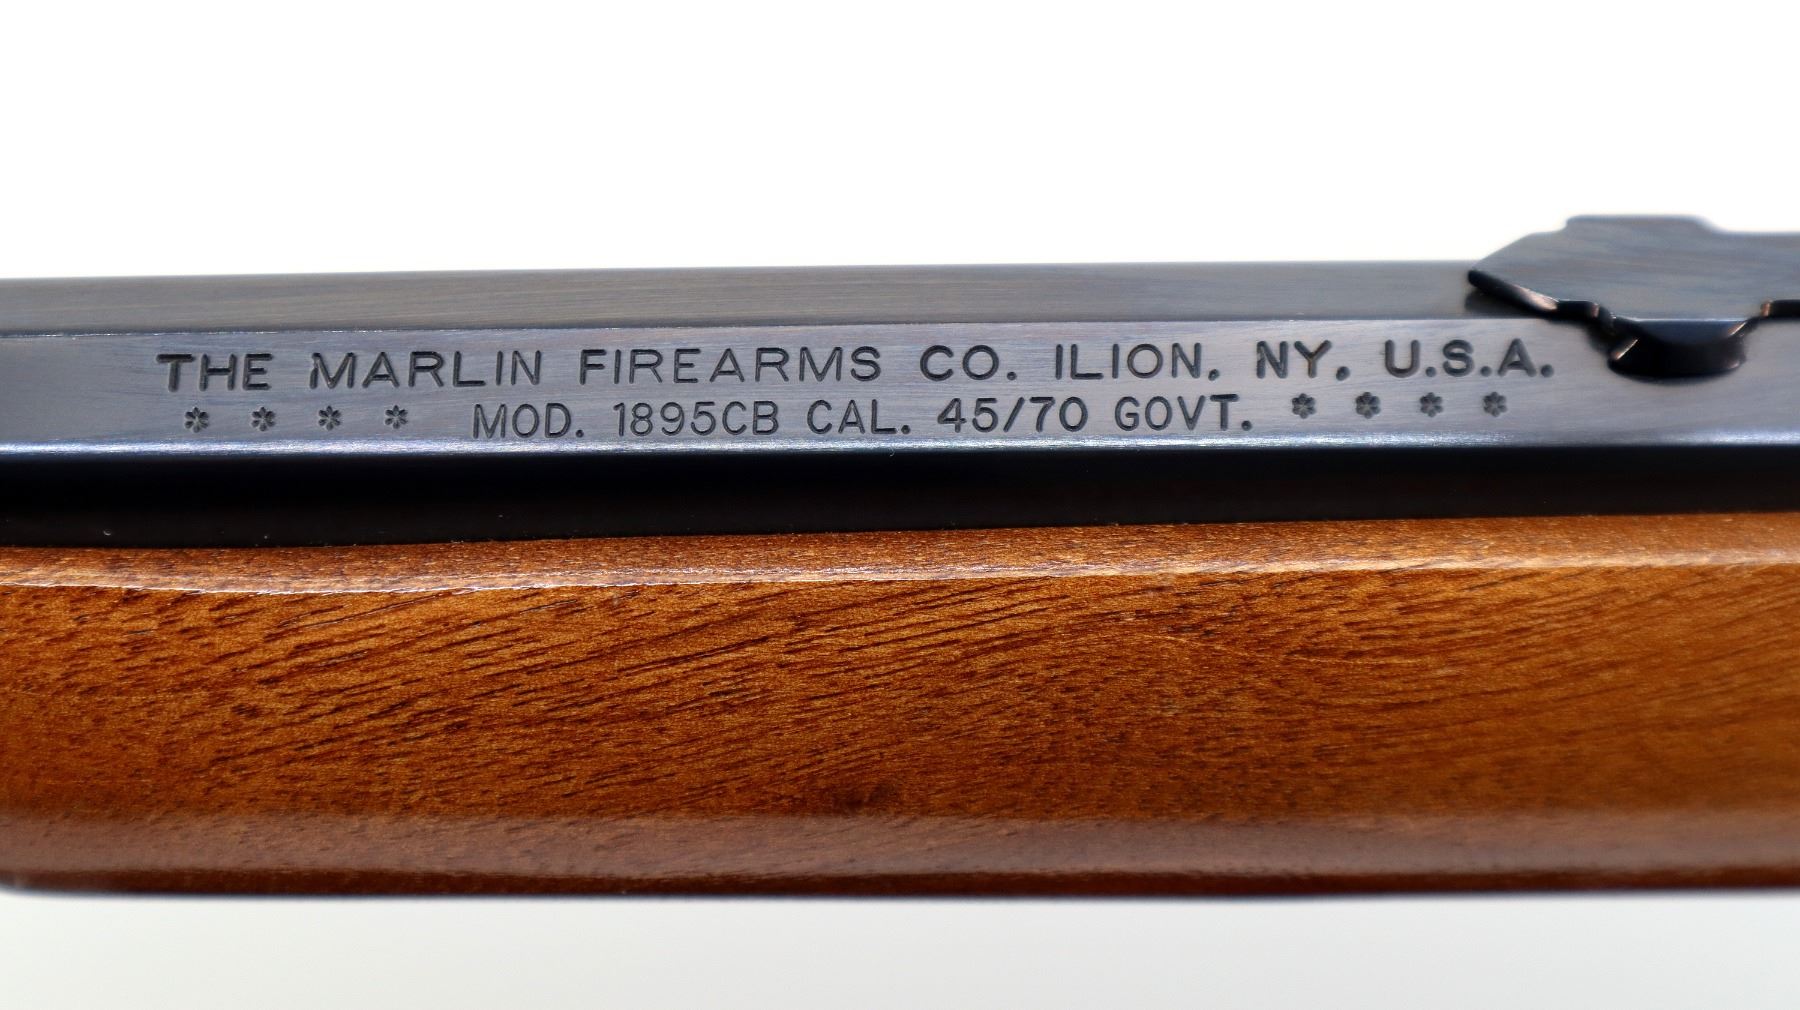 THE MARLIN FIREARMS CO. ILION, NY, U.S.A.
* * * * MOD. 1895CB CAL. 45/70 GOVT. * * * *